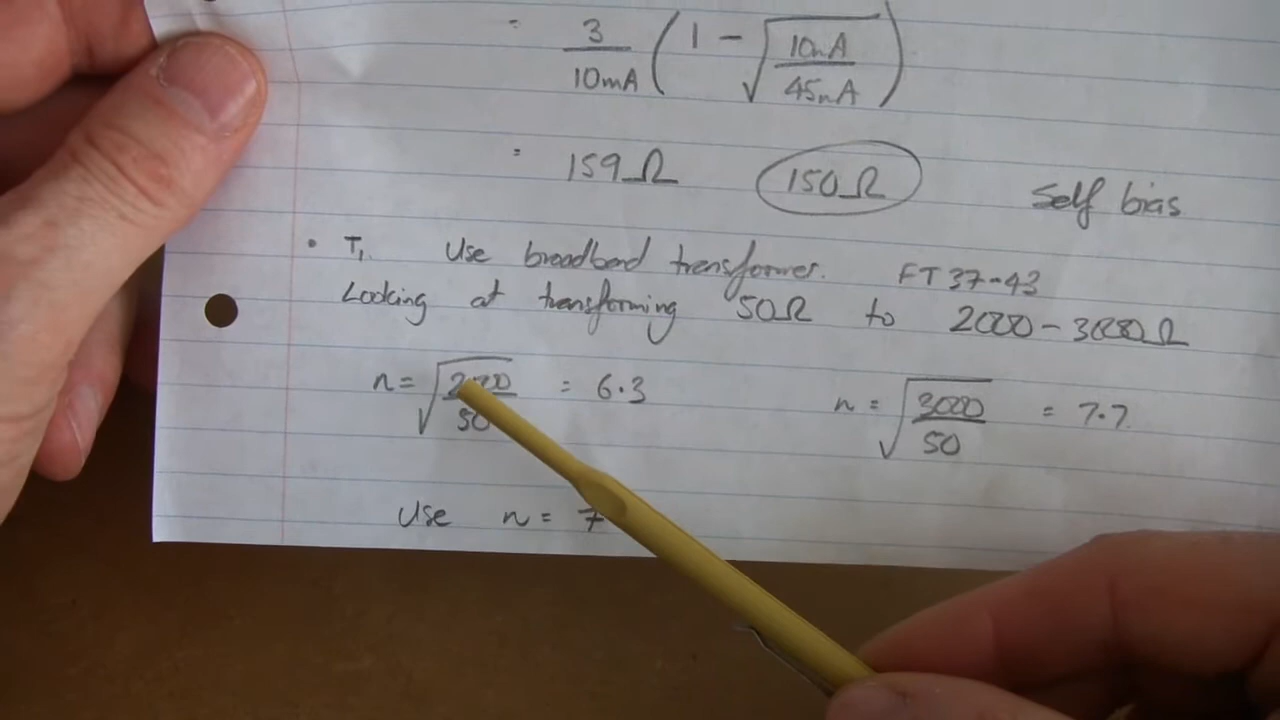 = 3/10mA (1 - √(10mA/45mA))
= 159Ω 150Ω Self bias
• T1. Use broadband transformer. FT37-43
Looking at transforming 50Ω to 2000-3000Ω
n = √(2000/50) = 6.3 n = √(3000/50) = 7.7
Use n = 7